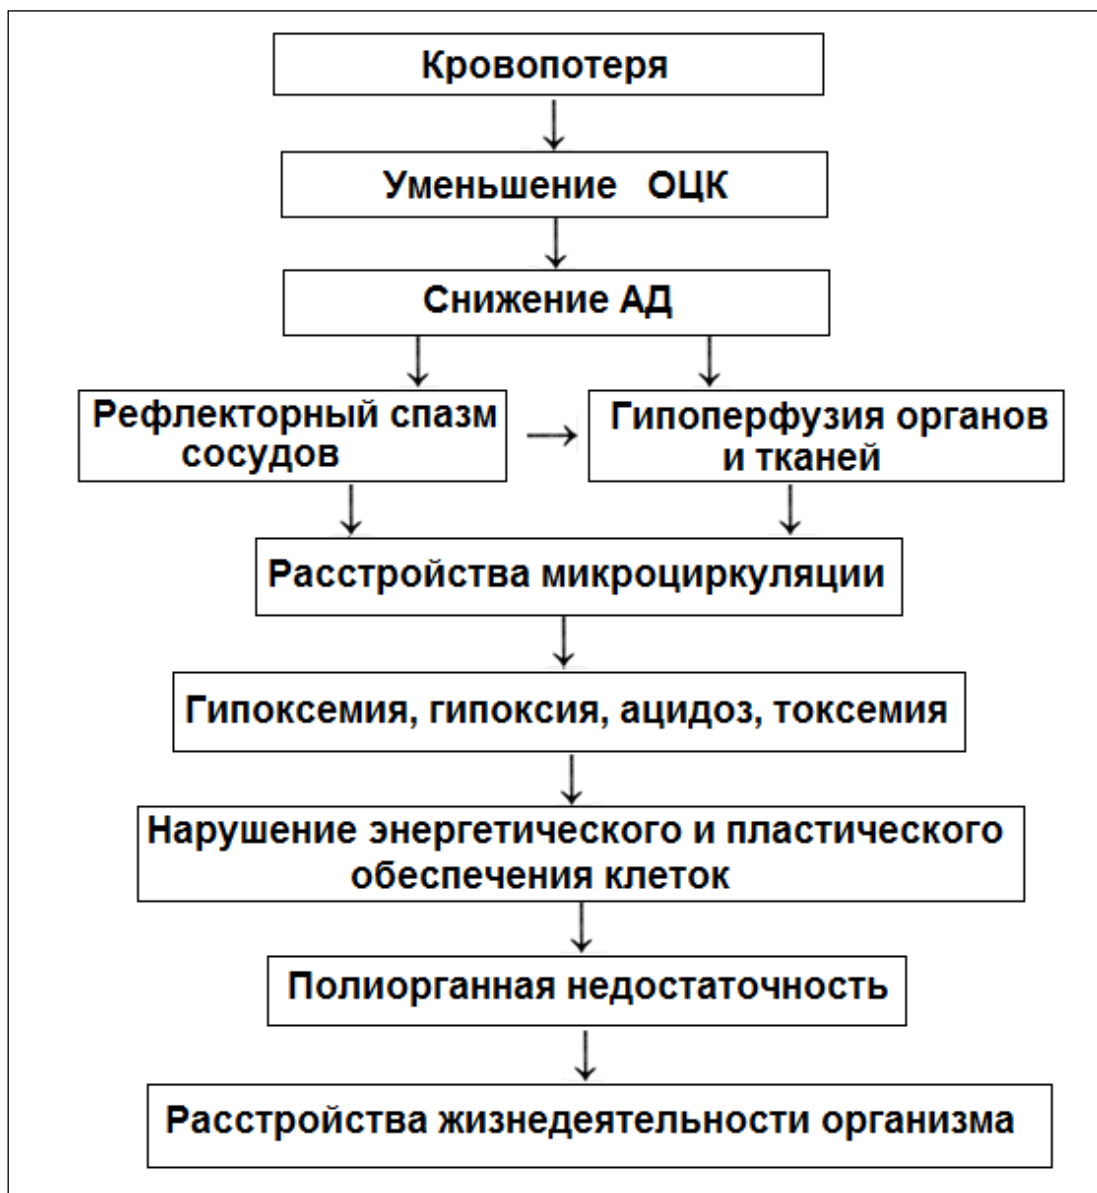 Кровопотеря
Уменьшение ОЦК
Снижение АД
Рефлекторный спазм
сосудов
Гипоперфузия органов
и тканей
Расстройства микроциркуляции
Гипоксемия, гипоксия, ацидоз, токсемия
Нарушение энергетического и пластического
обеспечения клеток
Полиорганная недостаточность
Расстройства жизнедеятельности организма